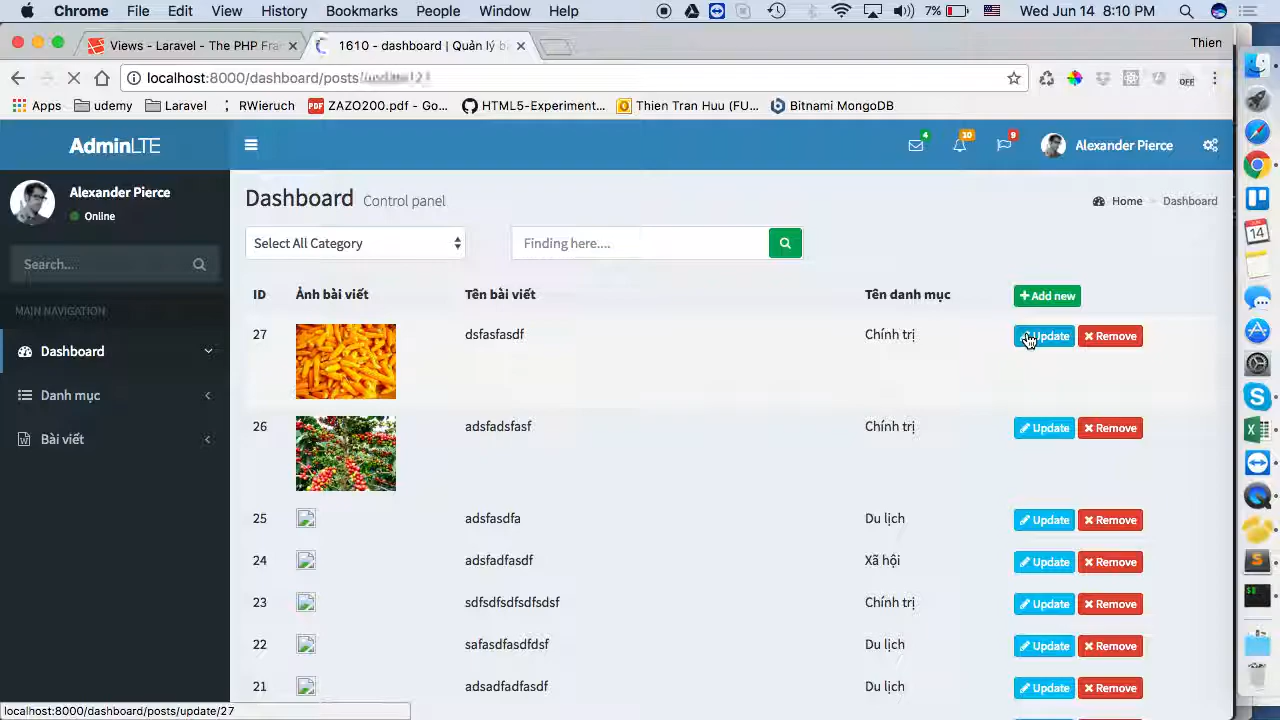 Chrome File Edit View History Bookmarks People Window Help 7% Wed Jun 14 8:10 PM
Views - Laravel - The PHP Fra
1610 - dashboard | Quản lý b
Thien
localhost:8000/dashboard/posts
OFF
Apps udemy Laravel RWieruch ZAZO200.pdf - Go... HTML5-Experiment... Thien Tran Huu (FU... Bitnami MongoDB
AdminLTE
4 10 9
Alexander Pierce
Alexander Pierce
Online
Search...
MAIN NAVIGATION
Dashboard
Danh mục
Bài viết
Dashboard Control panel
Home Dashboard
Select All Category
Finding here....
ID Ảnh bài viết Tên bài viết Tên danh mục Add new
27 dsfasfasdf Chính trị Update Remove
26 adsfadsfasf Chính trị Update Remove
25 adsfasdfa Du lịch Update Remove
24 adsfadfasdf Xã hội Update Remove
23 sdfsdfsdfsdfsdsf Chính trị Update Remove
22 safasdfasdfdsf Du lịch Update Remove
21 adsadfadfasdf Du lịch Update Remove
localhost:8000/dashboard/posts/update/27